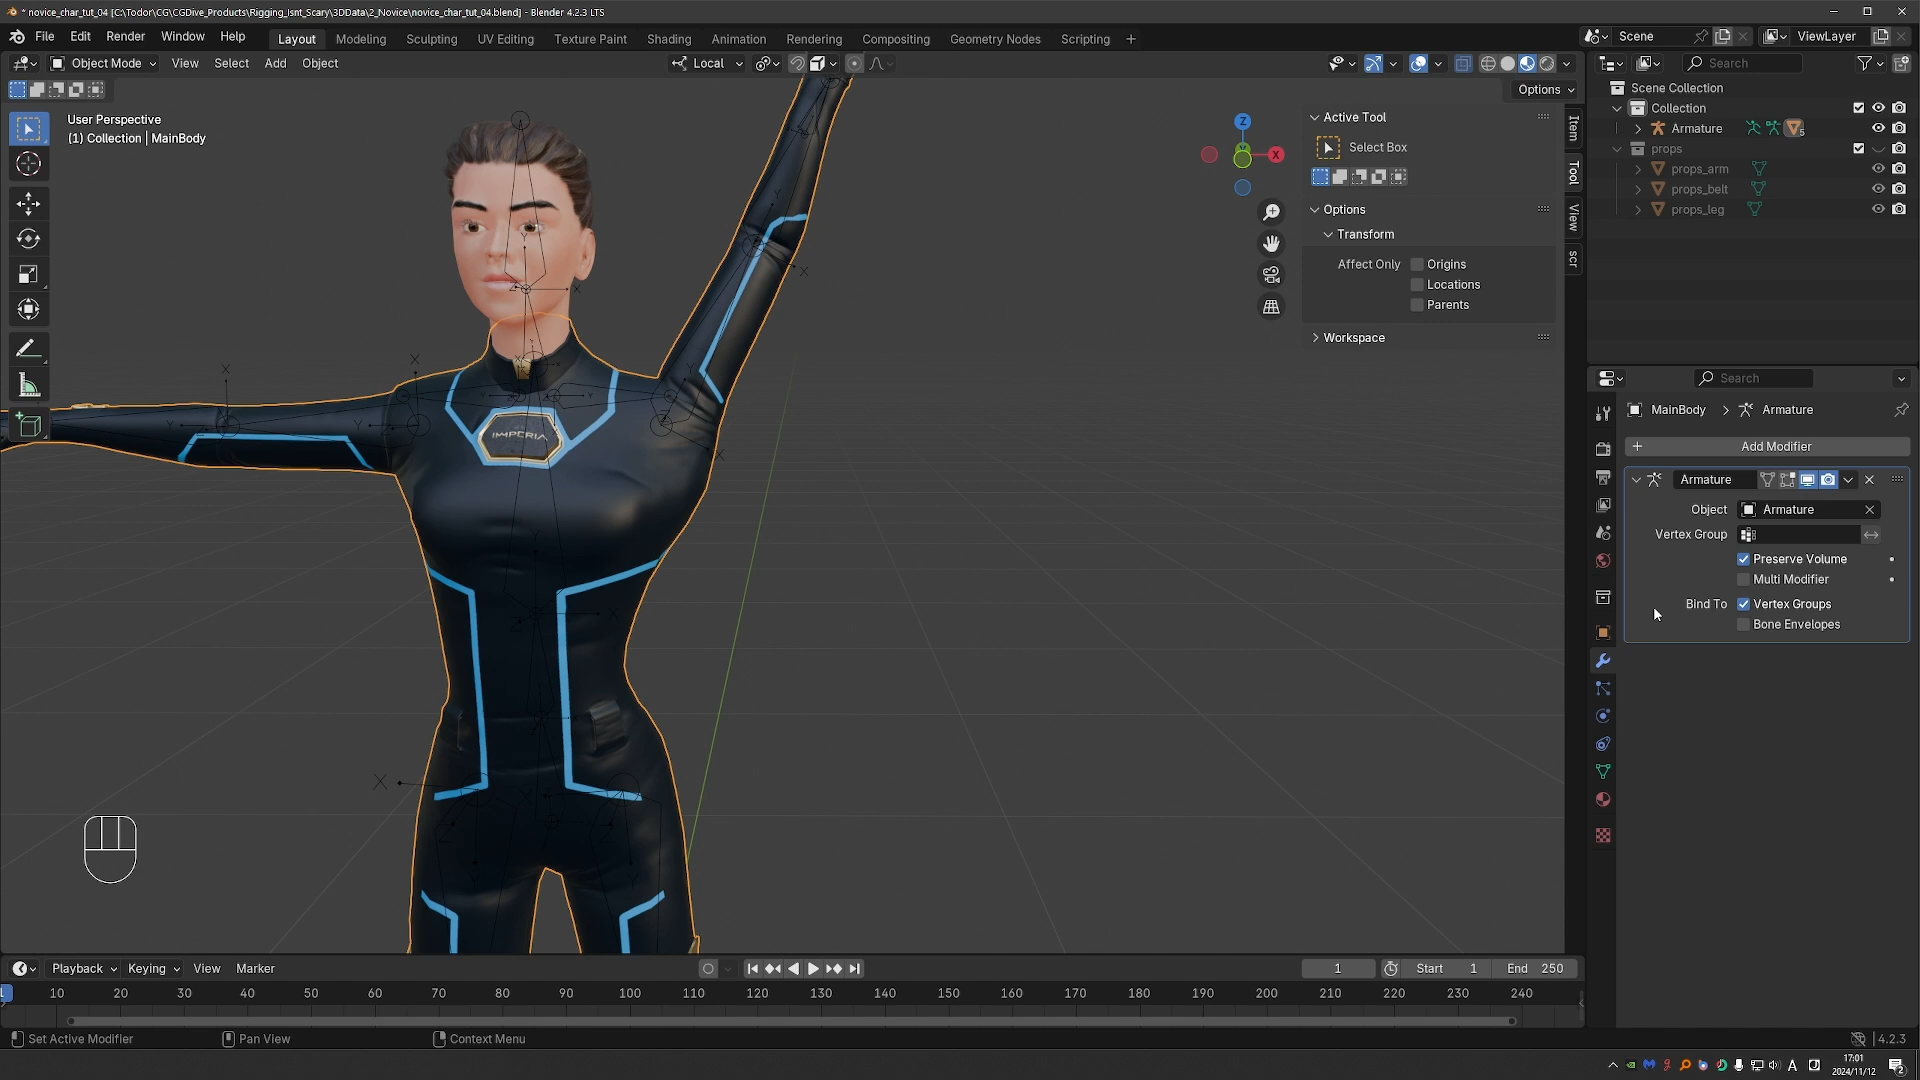 * novice_char_tut_04 [C:\Todor\CG\CGDive_Products\Rigging_Isnt_Scary\3DData\2_Novice\novice_char_tut_04.blend] - Blender 4.2.3 LTS
File Edit Render Window Help Layout Modeling Sculpting UV Editing Texture Paint Shading Animation Rendering Compositing Geometry Nodes Scripting + Scene ViewLayer
Object Mode View Select Add Object Local Search
Options
User Perspective
(1) Collection | MainBody
Z
X
Active Tool
Select Box
Options
Transform
Affect Only Origins
Locations
Parents
Workspace
Item
Tool
View
scr
Scene Collection
Collection
Armature 5
props
props_arm
props_belt
props_leg
Search
MainBody > Armature
+ Add Modifier
Armature
Object Armature
Vertex Group
Preserve Volume
Multi Modifier
Bind To Vertex Groups
Bone Envelopes
IMPERIA
Playback Keying View Marker 1 Start 1 End 250
1 10 20 30 40 50 60 70 80 90 100 110 120 130 140 150 160 170 180 190 200 210 220 230 240
Set Active Modifier Pan View Context Menu 4.2.3
A 17:01
2024/11/12 2